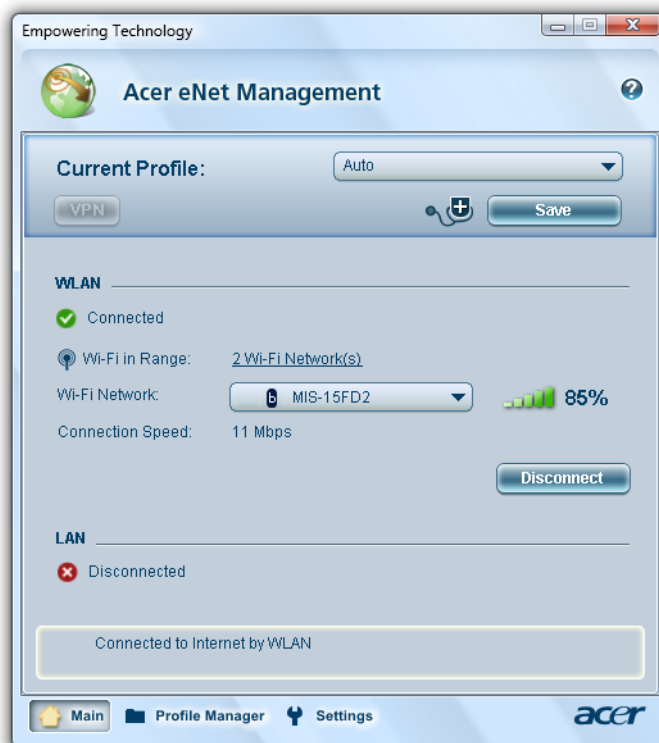 Empowering Technology
Acer eNet Management
Current Profile: Auto
VPN Save
WLAN
Connected
Wi-Fi in Range: 2 Wi-Fi Network(s)
Wi-Fi Network: b MIS-15FD2 85%
Connection Speed: 11 Mbps
Disconnect
LAN
Disconnected
Connected to Internet by WLAN
Main Profile Manager Settings acer